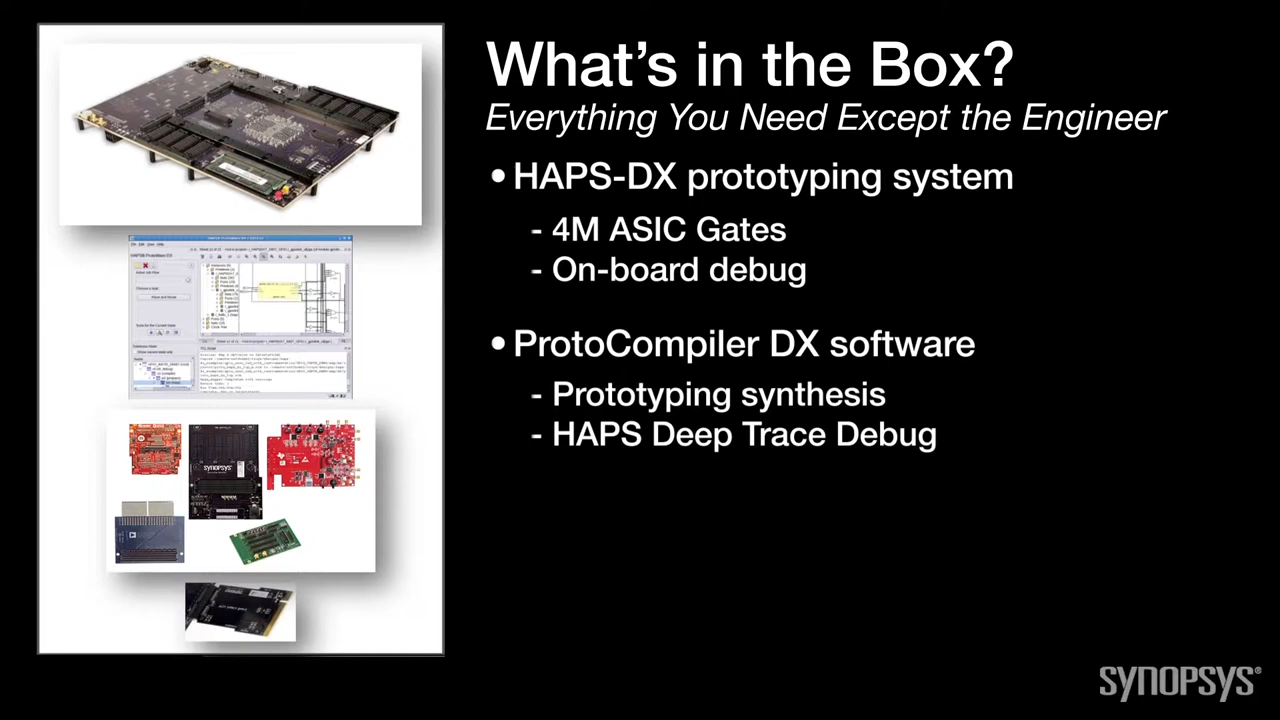 What's in the Box?
Everything You Need Except the Engineer
•HAPS-DX prototyping system
- 4M ASIC Gates
- On-board debug
•ProtoCompiler DX software
- Prototyping synthesis
- HAPS Deep Trace Debug
SYNOPSYS
SYNOPSYS®